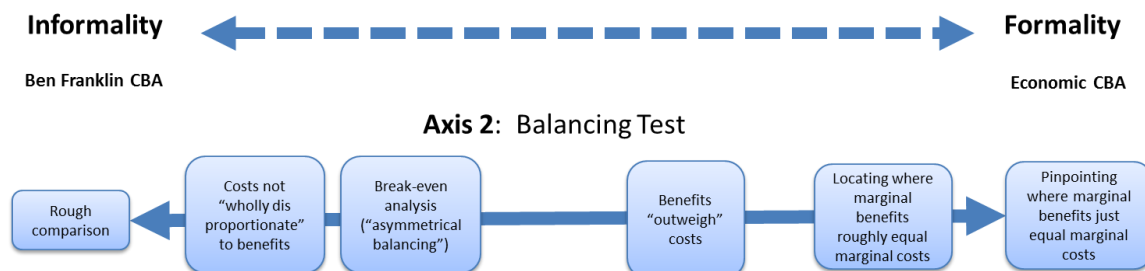 Informality
Formality
Ben Franklin CBA
Economic CBA
Axis 2: Balancing Test
Rough
comparison
Costs not
“wholly dis
proportionate”
to benefits
Break-even
analysis
(“asymmetrical
balancing”)
Benefits
“outweigh”
costs
Locating where
marginal
benefits
roughly equal
marginal costs
Pinpointing
where marginal
benefits just
equal marginal
costs